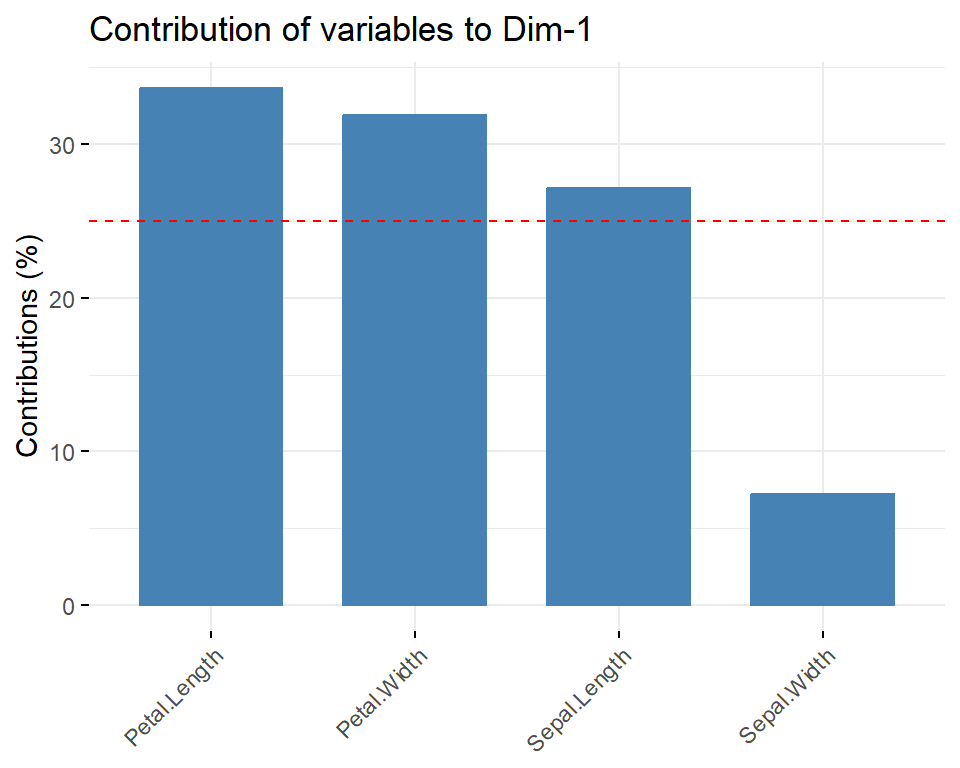 Contribution of variables to Dim-1
Contributions (%)
30
20
10
0
Petal.Length
Petal.Width
Sepal.Length
Sepal.Width